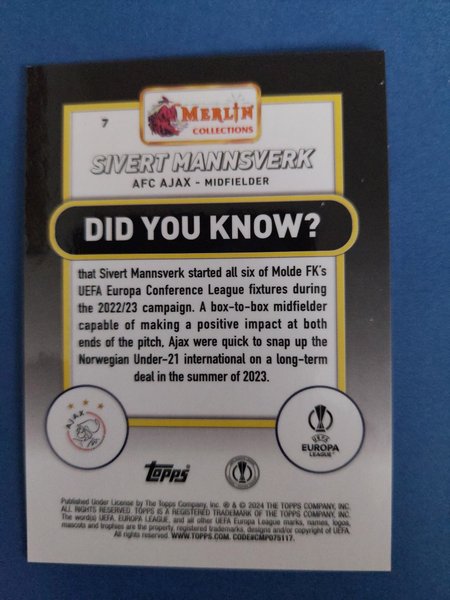 7
MERLIN
COLLECTIONS
SIVERT MANNSVERK
AFC AJAX - MIDFIELDER
DID YOU KNOW?
that Sivert Mannsverk started all six of Molde FK's
UEFA Europa Conference League fixtures during
the 2022/23 campaign. A box-to-box midfielder
capable of making a positive impact at both
ends of the pitch, Ajax were quick to snap up the
Norwegian Under-21 international on a long-term
deal in the summer of 2023.
AJAX
UEFA
EUROPA
LEAGUE
topps
Published Under License by The Topps Company, Inc. ® & © 2024 THE TOPPS COMPANY, INC.
ALL RIGHTS RESERVED. TOPPS IS A REGISTERED TRADEMARK OF THE TOPPS COMPANY, INC.
The word(s) UEFA, EUROPA LEAGUE, and all other UEFA Europa League marks, names, logos,
mascots and trophies are the property, registered trademarks, designs and/or copyright of UEFA.
All rights reserved. WWW.TOPPS.COM. CODE#CMP075117.